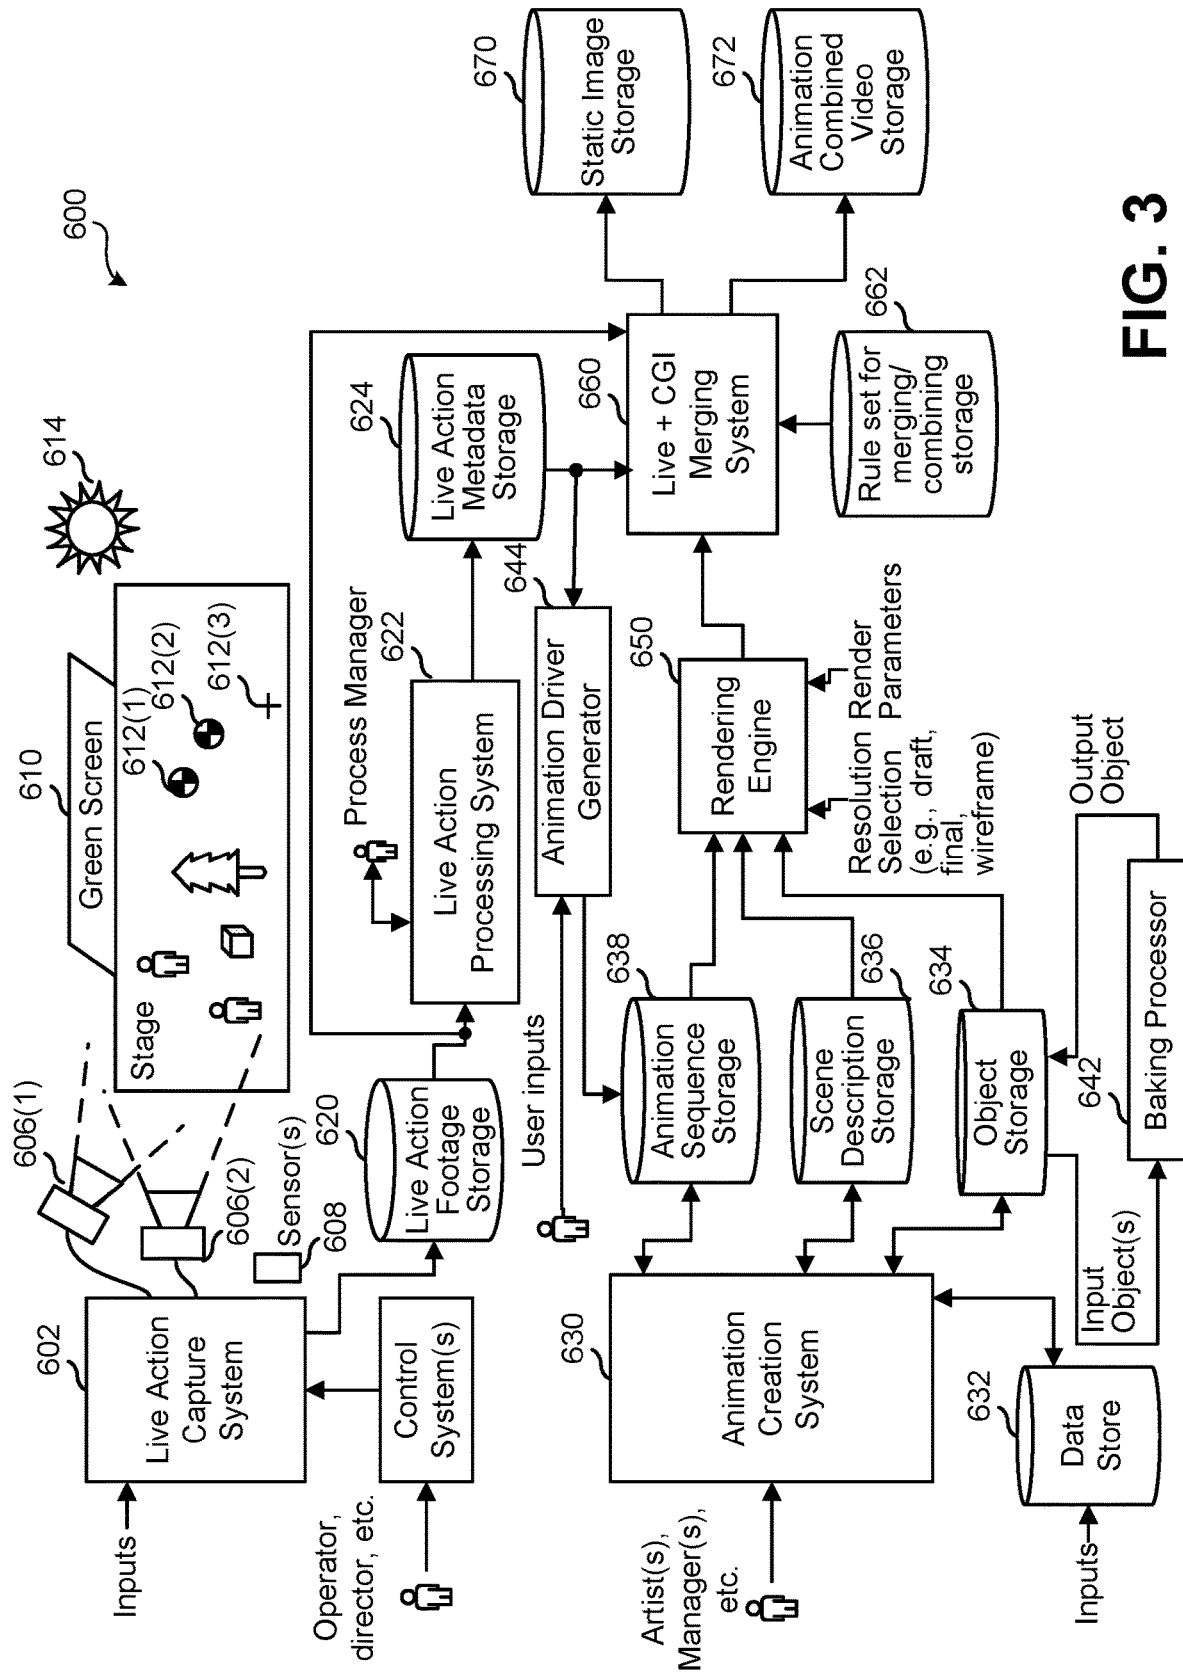 600
614
610
Green Screen
612(1)
612(2)
612(3)
Stage
606(1)
606(2)
Sensor(s)
608
602
Live Action
Capture
System
Inputs
Control
System(s)
Operator,
director, etc.
620
Live Action
Footage
Storage
Process Manager
622
Live Action
Processing System
624
Live Action
Metadata
Storage
User inputs
644
Animation Driver
Generator
630
Animation
Creation
System
Artist(s),
Manager(s),
etc.
632
Data
Store
Inputs
638
Animation
Sequence
Storage
636
Scene
Description
Storage
634
Object
Storage
Input
Object(s)
642
Baking Processor
Output
Object
650
Rendering
Engine
Resolution
Selection
(e.g., draft,
final,
wireframe)
Render
Parameters
660
Live + CGI
Merging
System
662
Rule set for
merging/
combining
storage
670
Static Image
Storage
672
Animation
Combined
Video
Storage
FIG. 3